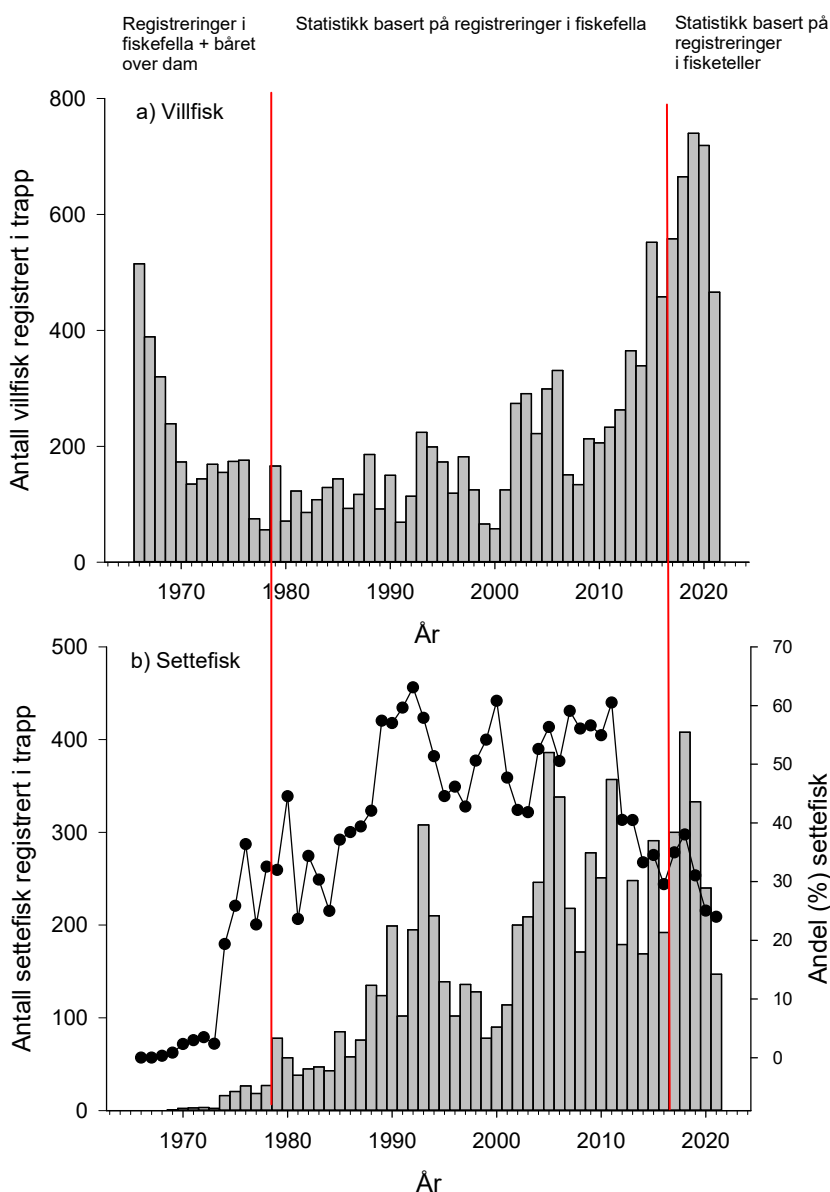 Registreringer i
fiskefella + båret
over dam
Statistikk basert på registreringer i fiskefella
Statistikk basert på
registreringer
i fisketeller
a) Villfisk
Antall villfisk registrert i trapp
800
600
400
200
0
1970 1980 1990 2000 2010 2020
År
b) Settefisk
Antall settefisk registrert i trapp
500
400
300
200
100
0
70
60
50
40
30
20
10
0
Andel (%) settefisk
1970 1980 1990 2000 2010 2020
År